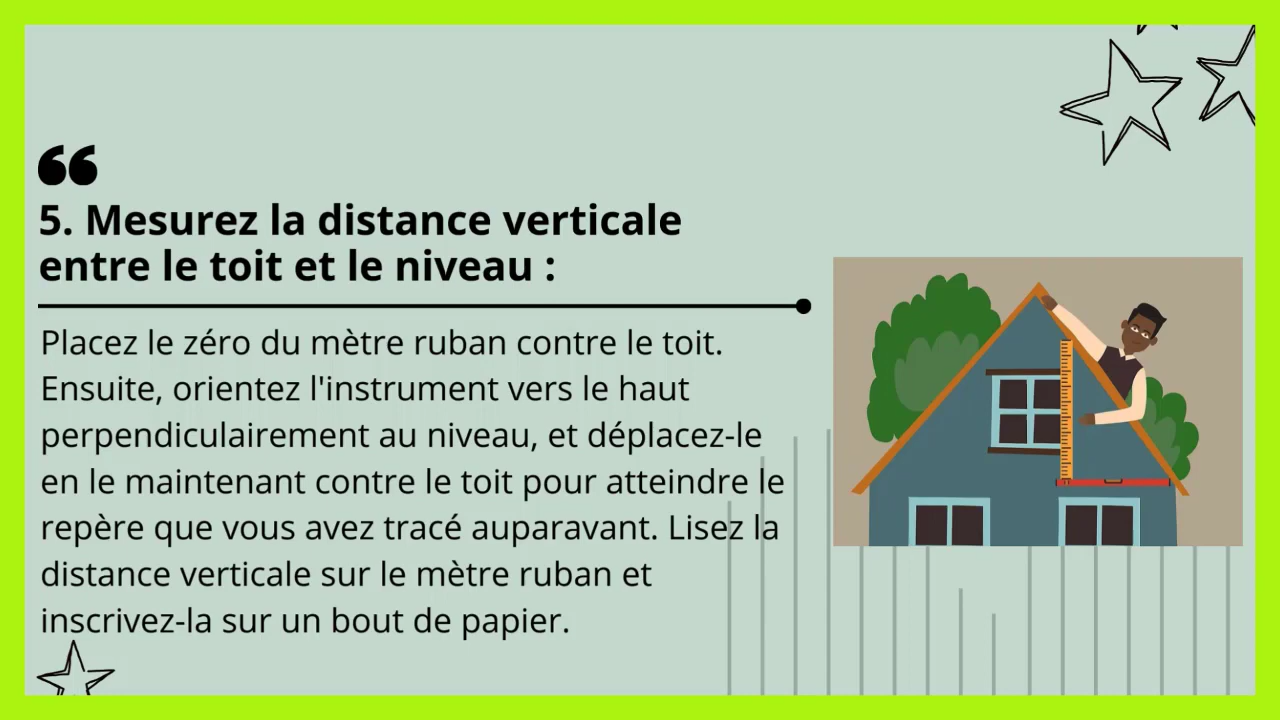 “
5. Mesurez la distance verticale
entre le toit et le niveau :
Placez le zéro du mètre ruban contre le toit.
Ensuite, orientez l'instrument vers le haut
perpendiculairement au niveau, et déplacez-le
en le maintenant contre le toit pour atteindre le
repère que vous avez tracé auparavant. Lisez la
distance verticale sur le mètre ruban et
inscrivez-la sur un bout de papier.